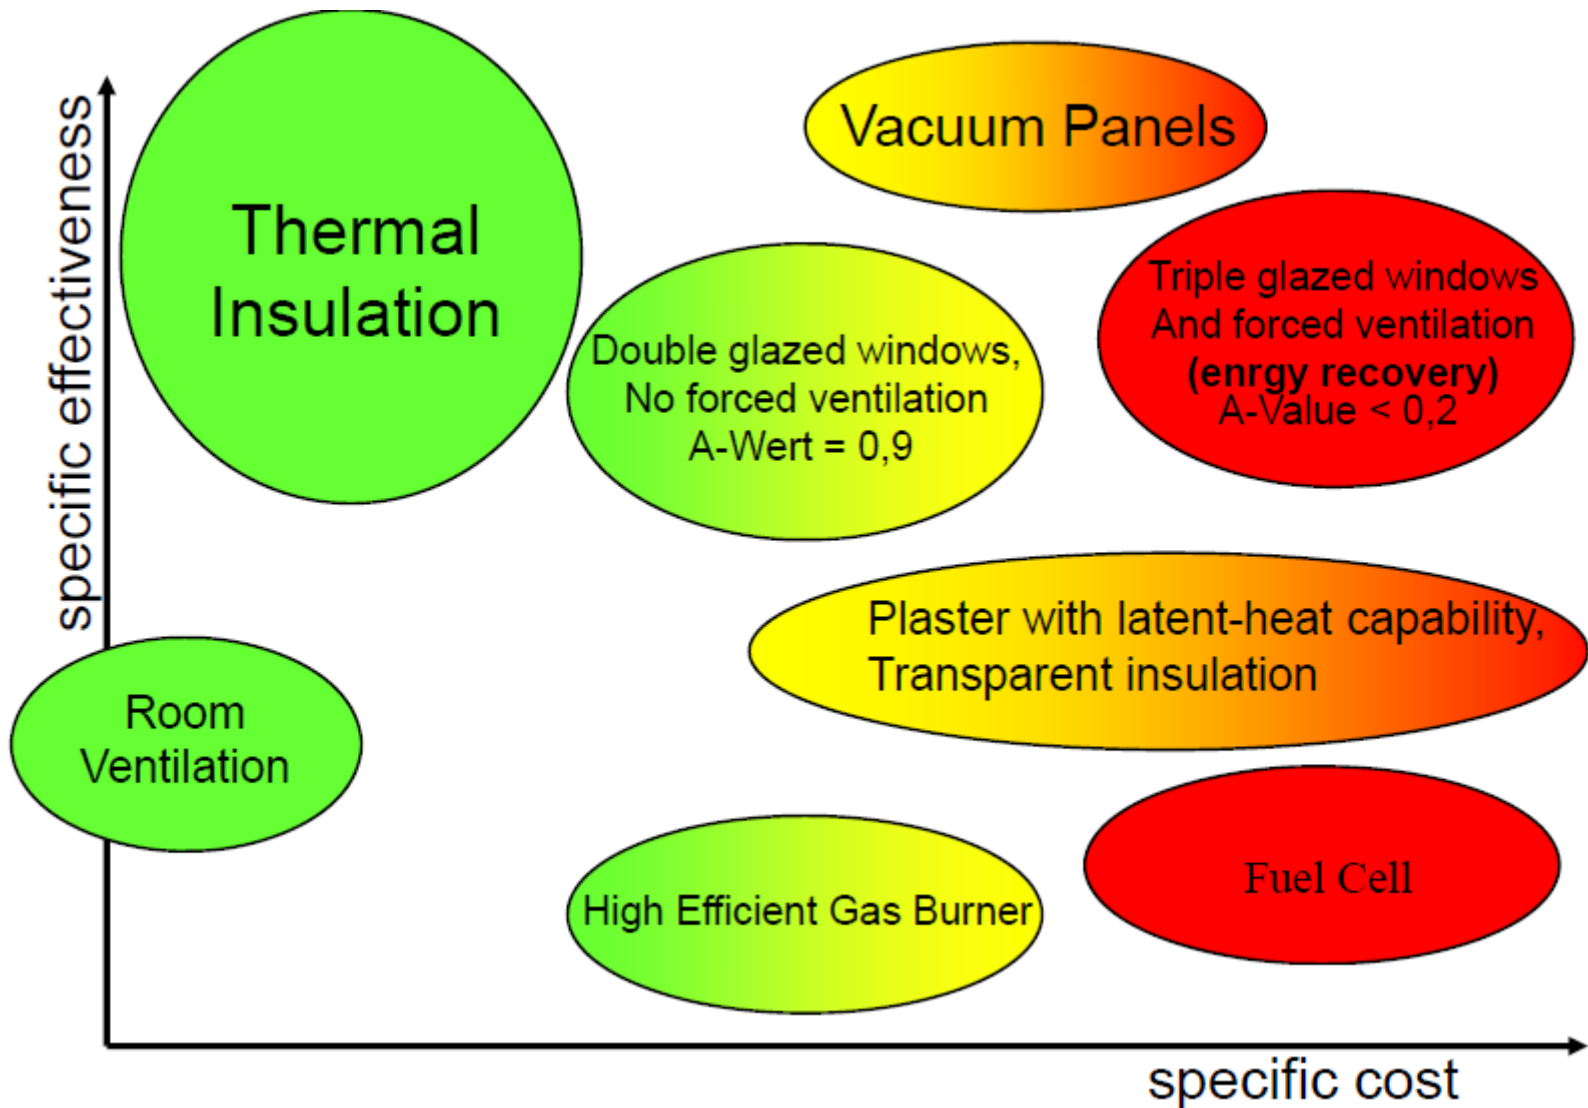 specific effectiveness
Thermal
Insulation
Vacuum Panels
Double glazed windows,
No forced ventilation
A-Wert = 0,9
Triple glazed windows
And forced ventilation
(enrgy recovery)
A-Value < 0,2
Plaster with latent-heat capability,
Transparent insulation
Room
Ventilation
High Efficient Gas Burner
Fuel Cell
specific cost